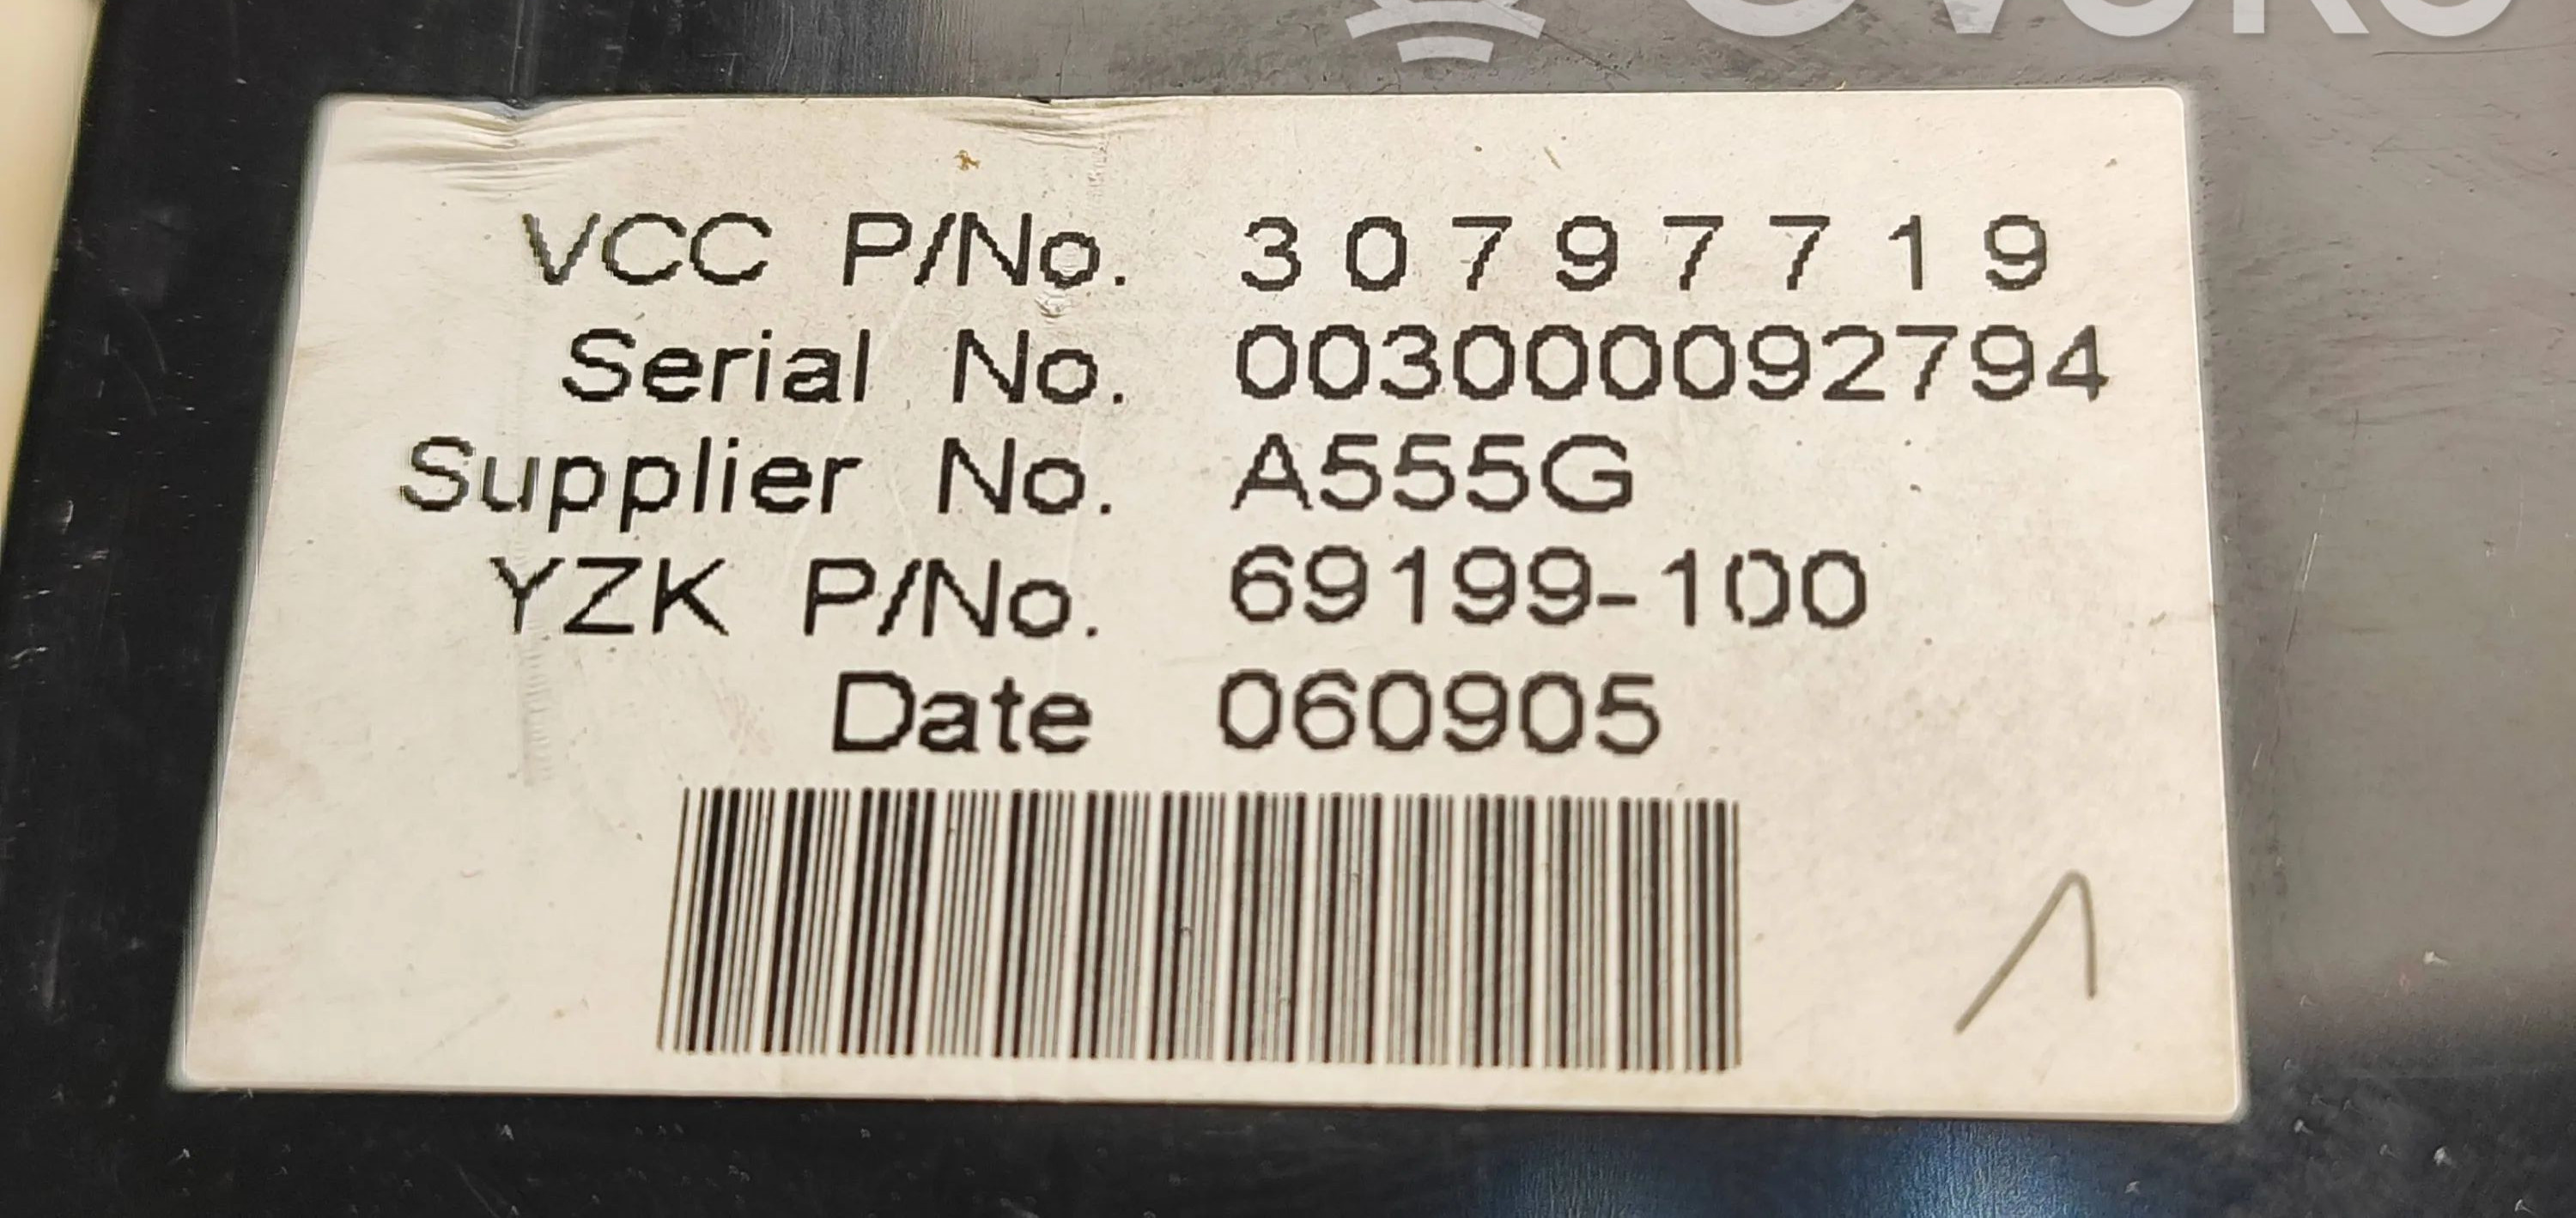 VCC P/No. 30797719
Serial No. 003000092794
Supplier No. A555G
YZK P/No. 69199-100
Date 060905